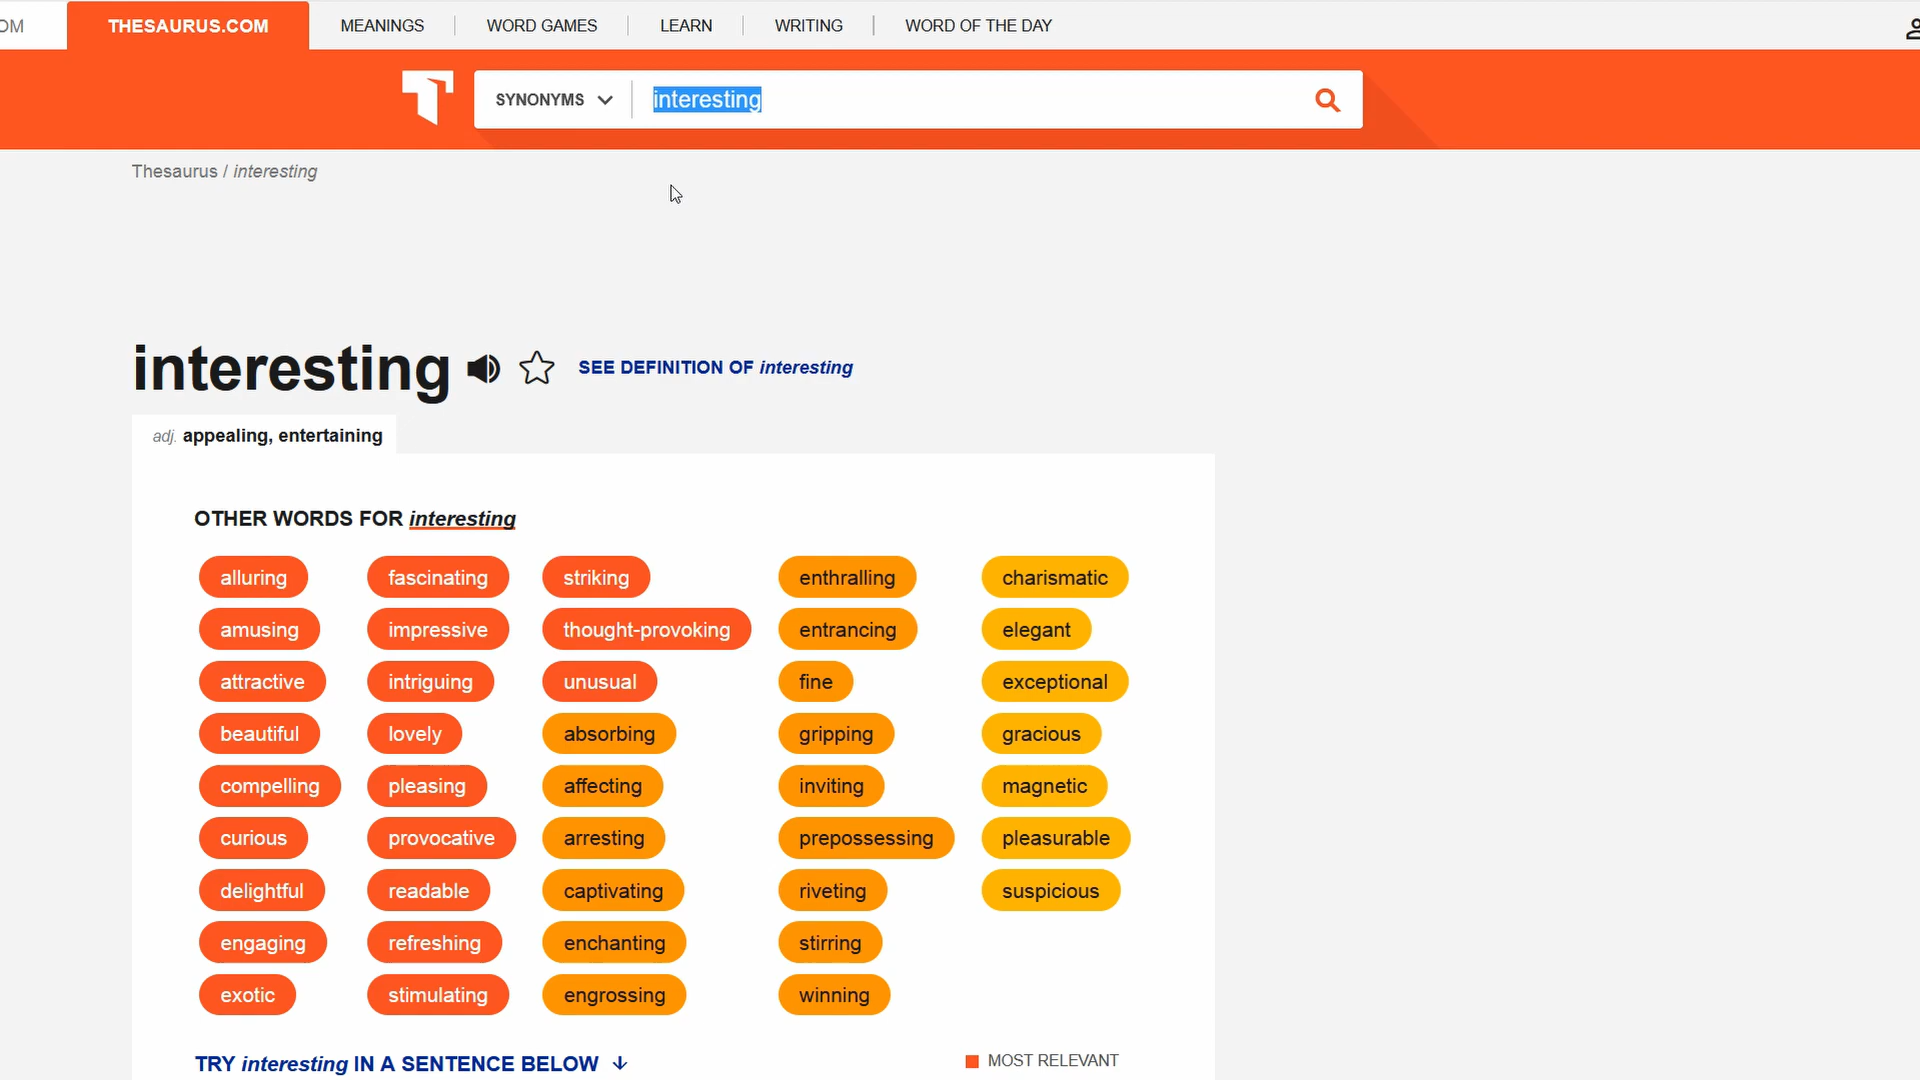 OM THESAURUS.COM MEANINGS WORD GAMES LEARN WRITING WORD OF THE DAY
SYNONYMS interesting
Thesaurus / interesting
interesting SEE DEFINITION OF interesting
adj. appealing, entertaining
OTHER WORDS FOR interesting
alluring fascinating striking enthralling charismatic
amusing impressive thought-provoking entrancing elegant
attractive intriguing unusual fine exceptional
beautiful lovely absorbing gripping gracious
compelling pleasing affecting inviting magnetic
curious provocative arresting prepossessing pleasurable
delightful readable captivating riveting suspicious
engaging refreshing enchanting stirring
exotic stimulating engrossing winning
TRY interesting IN A SENTENCE BELOW MOST RELEVANT